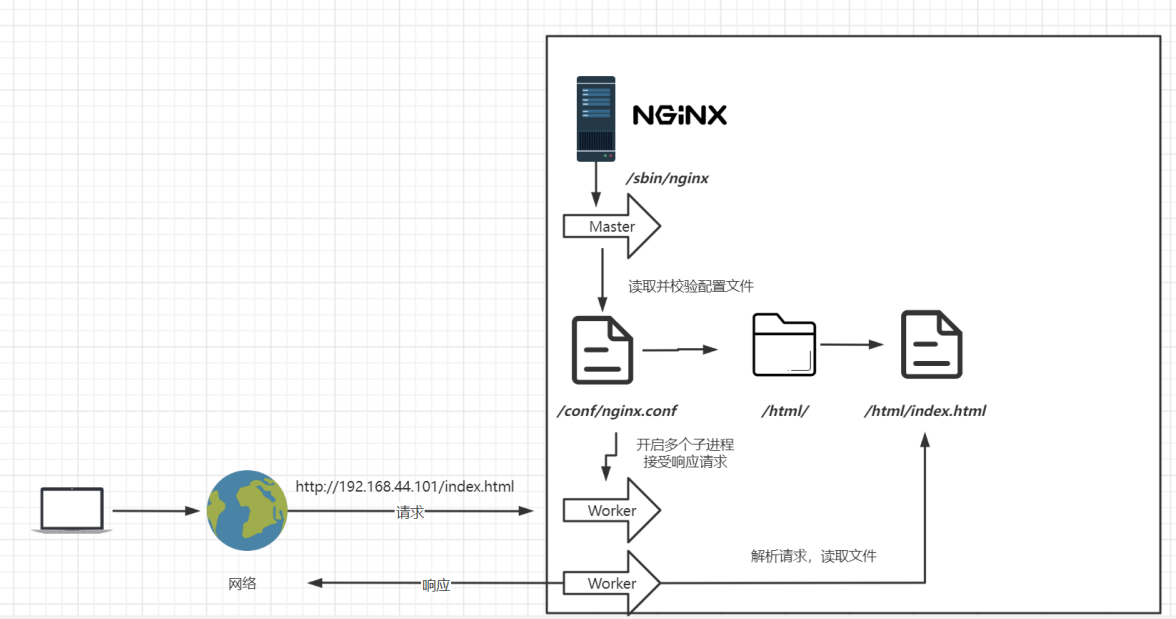 NGiNX
/sbin/nginx
Master
读取并校验配置文件
/conf/nginx.conf
/html/
/html/index.html
开启多个子进程
接受响应请求
http://192.168.44.101/index.html
请求
Worker
解析请求，读取文件
网络
响应
Worker